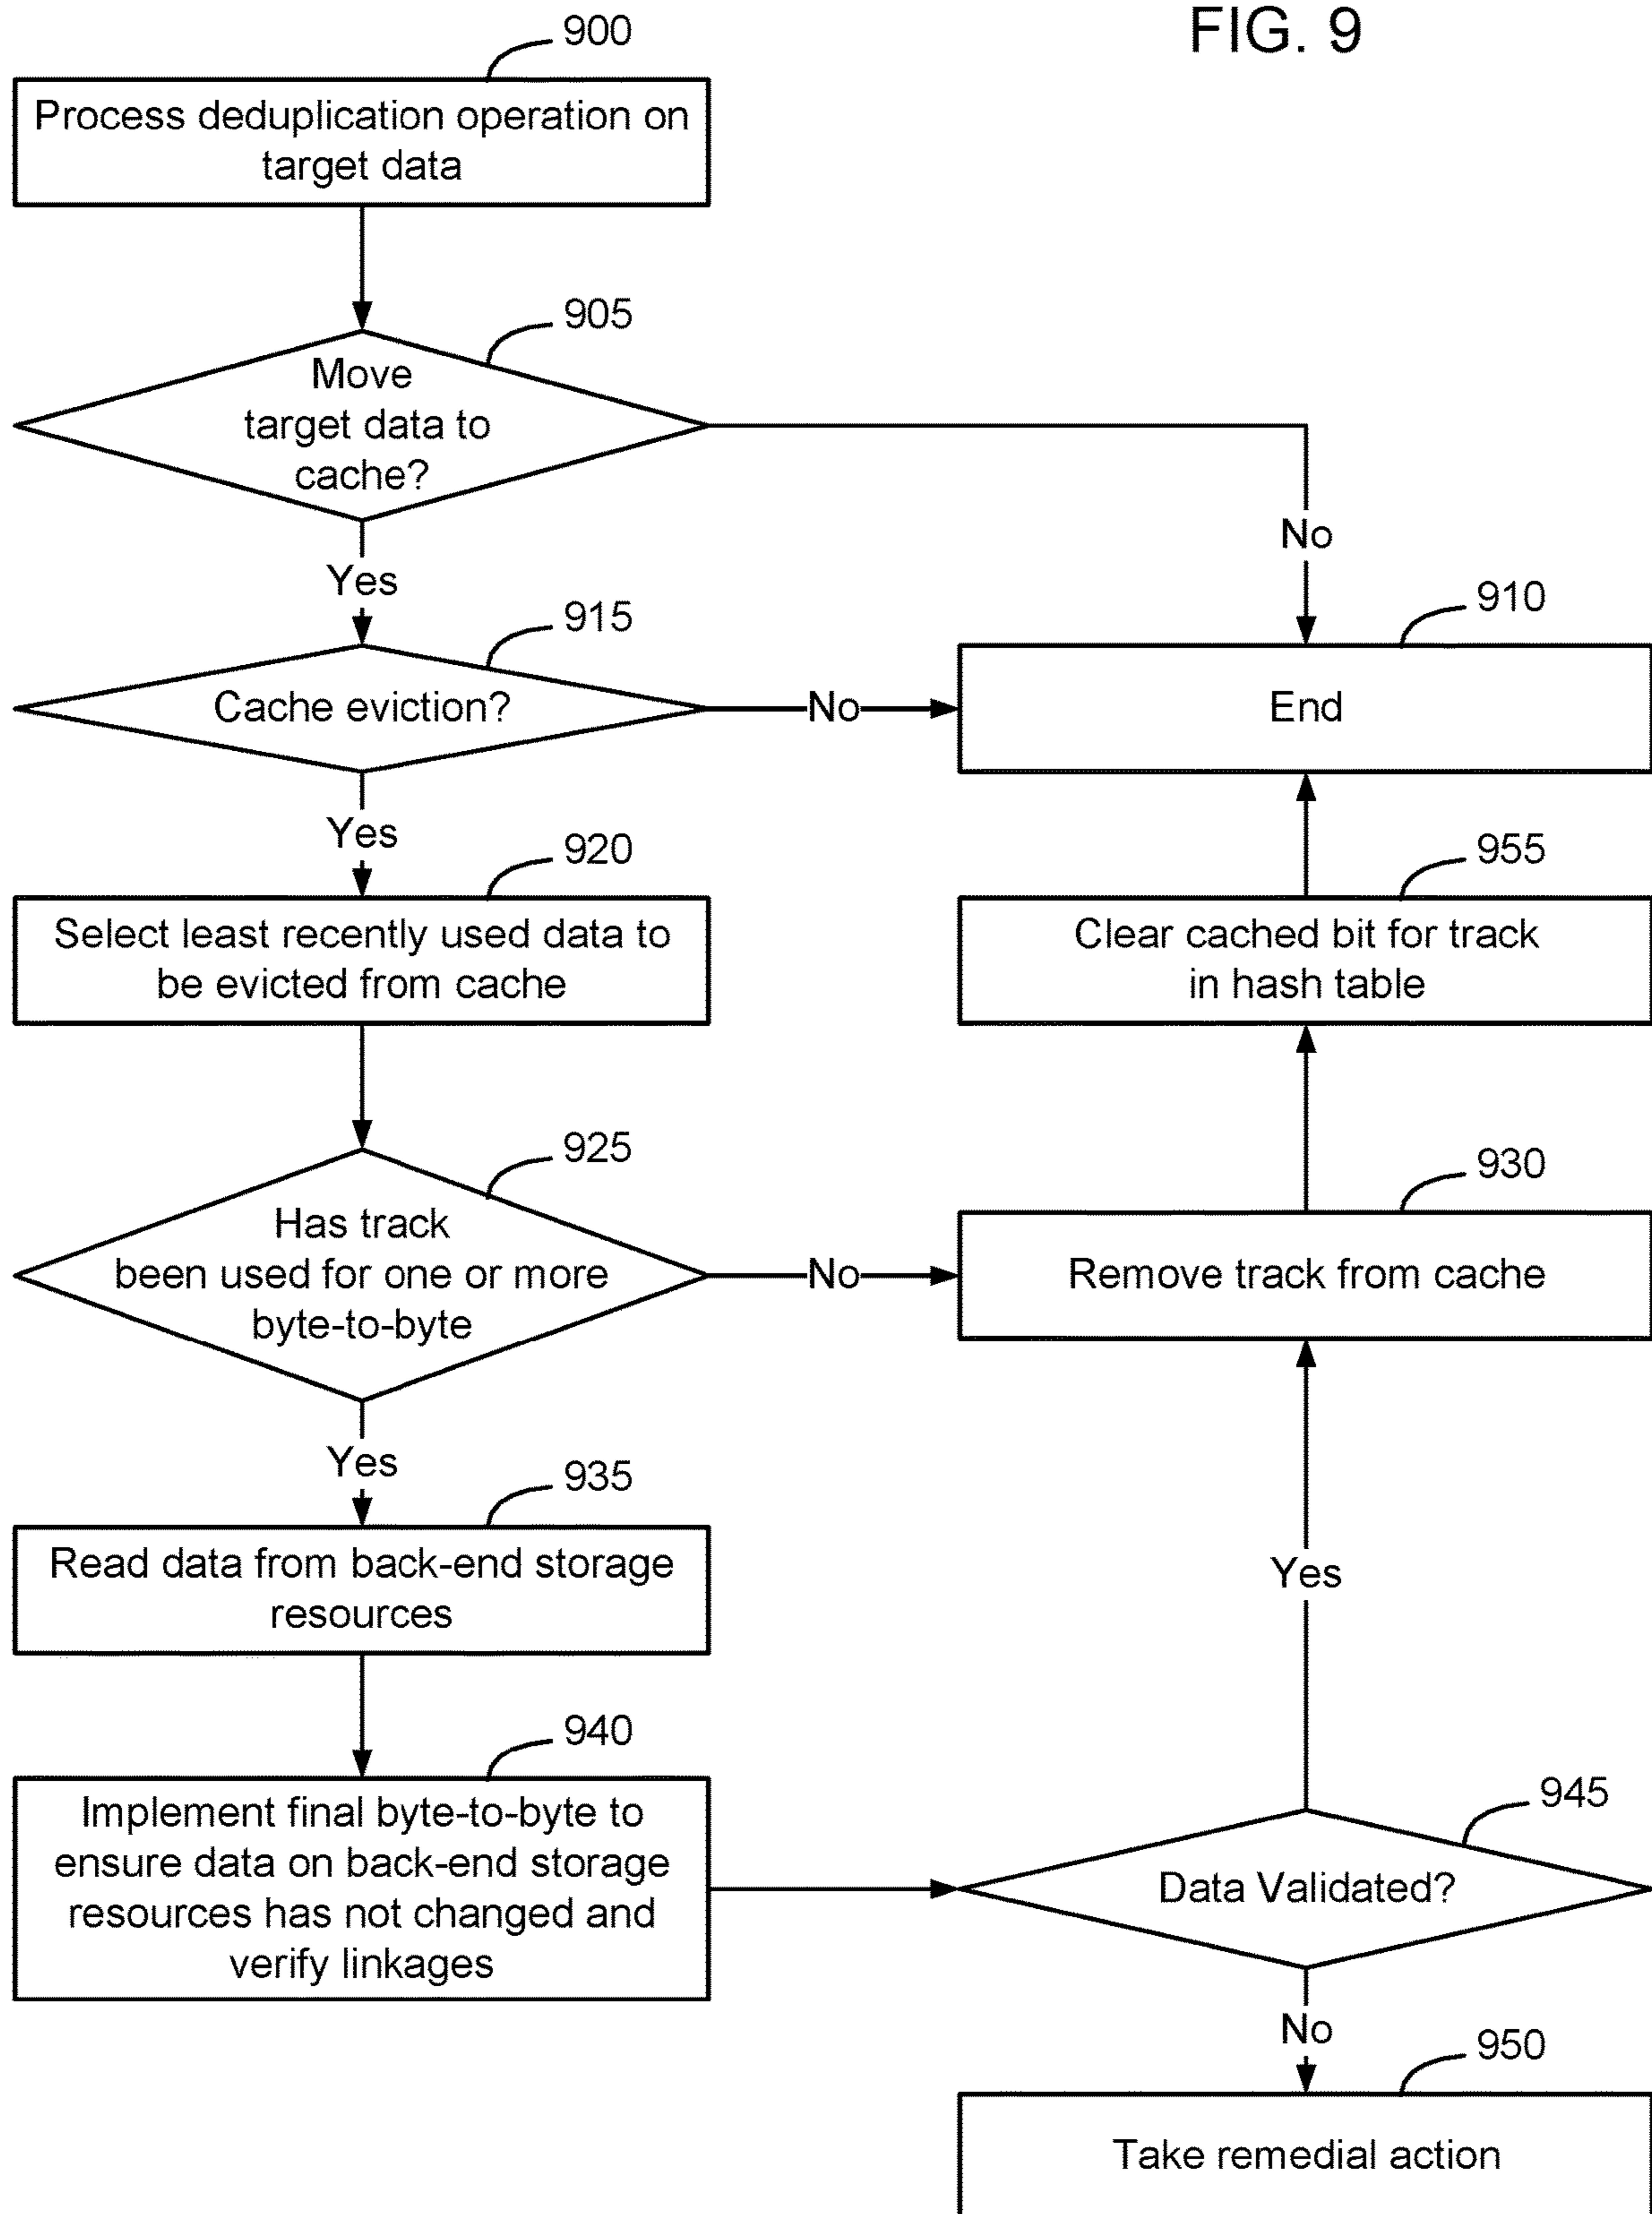 FIG. 9
900
Process deduplication operation on
target data
905
Move
target data to
cache?
No
Yes
915
910
Cache eviction?
No
End
Yes
920
955
Select least recently used data to
be evicted from cache
Clear cached bit for track
in hash table
925
930
Has track
been used for one or more
byte-to-byte
No
Remove track from cache
Yes
935
Read data from back-end storage
resources
Yes
940
Implement final byte-to-byte to
ensure data on back-end storage
resources has not changed and
verify linkages
945
Data Validated?
No
950
Take remedial action